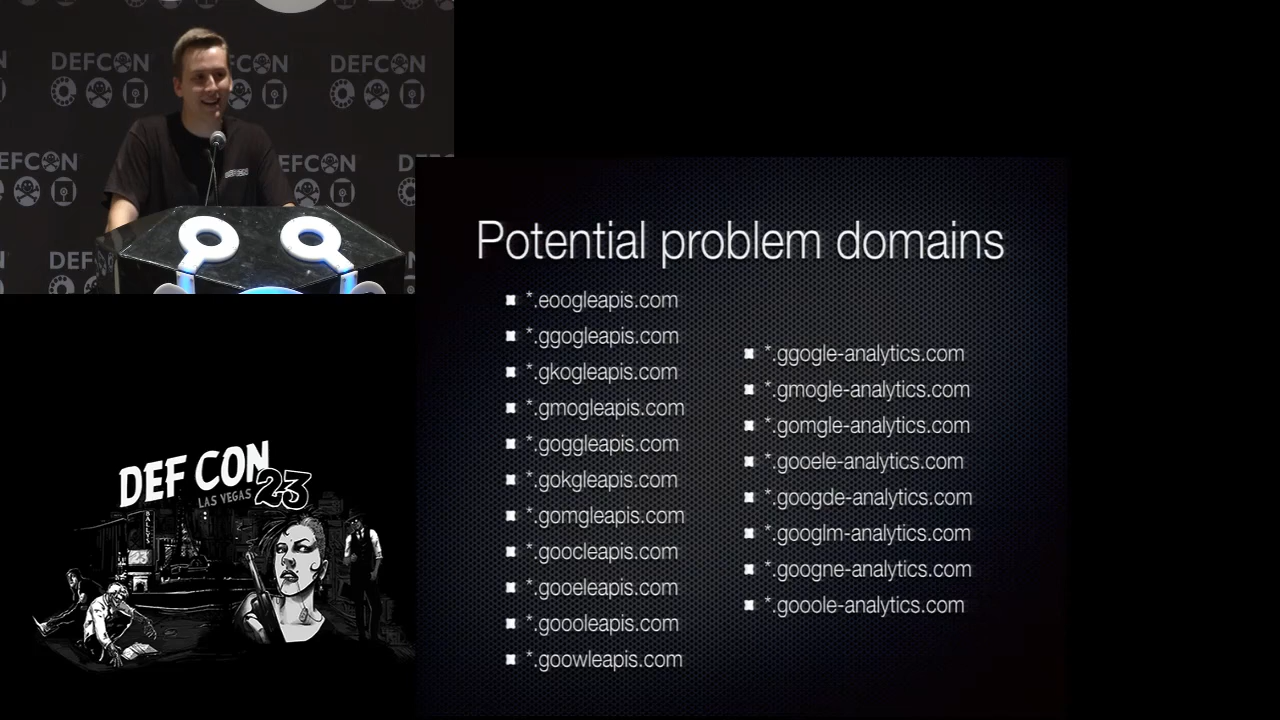 DEFCON
DEFCON
DEFCON
DEFCON
DEF
Potential problem domains
*.eoogleapis.com
*.ggogleapis.com
*.gkogleapis.com
*.gmogleapis.com
*.goggleapis.com
*.gokgleapis.com
*.gomgleapis.com
*.goocleapis.com
*.gooeleapis.com
*.goooleapis.com
*.goowleapis.com
*.ggogle-analytics.com
*.gmogle-analytics.com
*.gomgle-analytics.com
*.gooele-analytics.com
*.googde-analytics.com
*.googlm-analytics.com
*.googne-analytics.com
*.gooole-analytics.com
DEF CON
LAS VEGAS 23